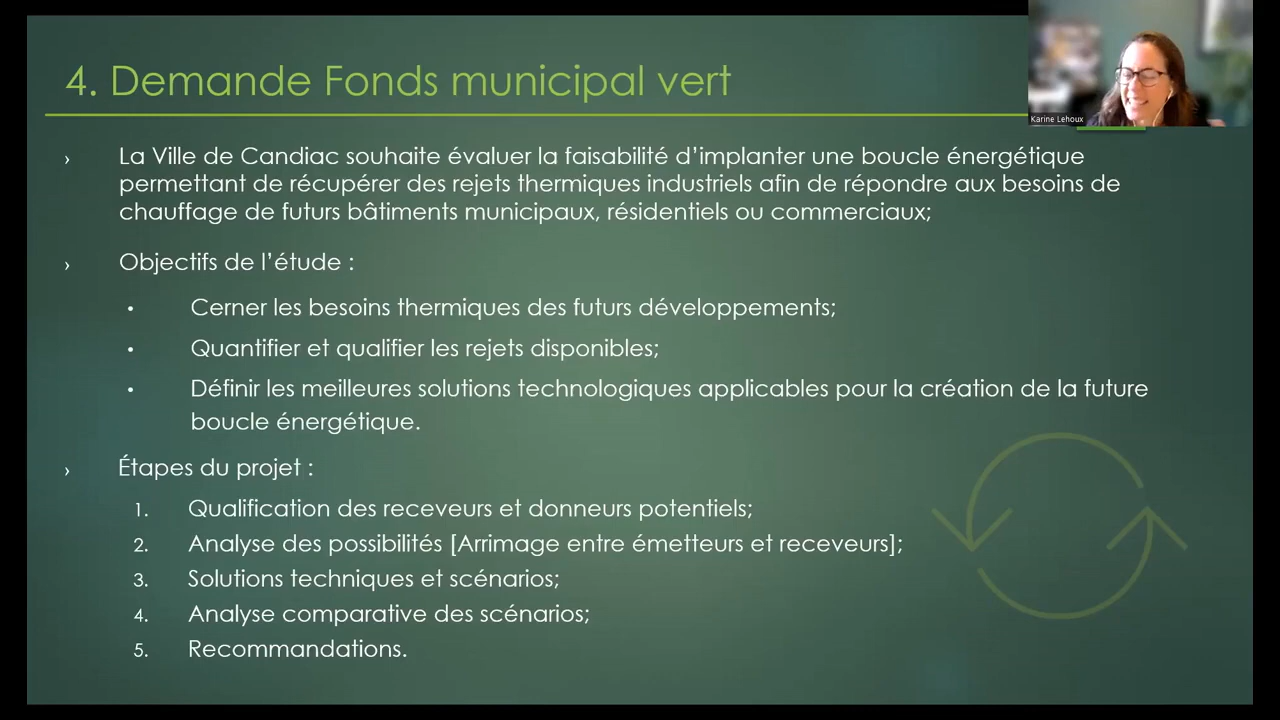 4. Demande Fonds municipal vert
Karine Lehoux
› La Ville de Candiac souhaite évaluer la faisabilité d’implanter une boucle énergétique
permettant de récupérer des rejets thermiques industriels afin de répondre aux besoins de
chauffage de futurs bâtiments municipaux, résidentiels ou commerciaux;
› Objectifs de l’étude :
• Cerner les besoins thermiques des futurs développements;
• Quantifier et qualifier les rejets disponibles;
• Définir les meilleures solutions technologiques applicables pour la création de la future
boucle énergétique.
› Étapes du projet :
1. Qualification des receveurs et donneurs potentiels;
2. Analyse des possibilités [Arrimage entre émetteurs et receveurs];
3. Solutions techniques et scénarios;
4. Analyse comparative des scénarios;
5. Recommandations.